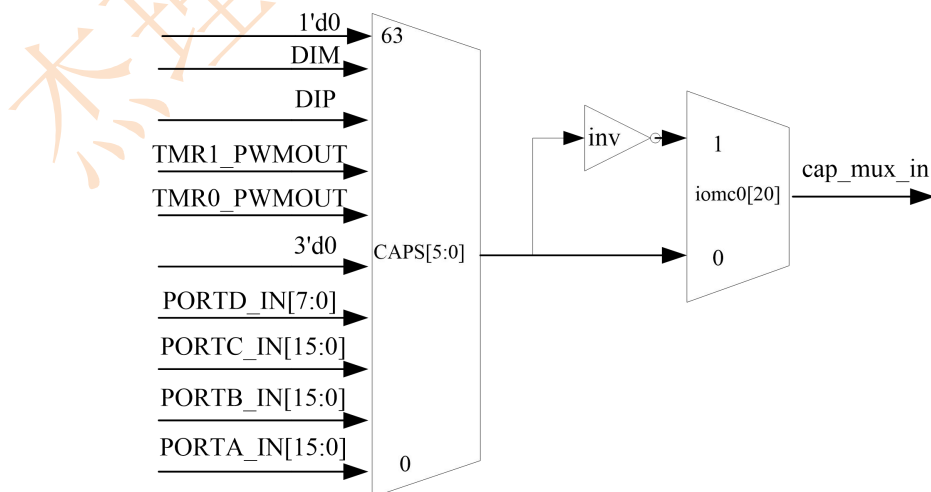 1'd0
63
DIM
DIP
TMR1_PWMOUT
TMR0_PWMOUT
3'd0
CAPS[5:0]
PORTD_IN[7:0]
PORTC_IN[15:0]
PORTB_IN[15:0]
PORTA_IN[15:0]
0
inv
1
iomc0[20]
0
cap_mux_in